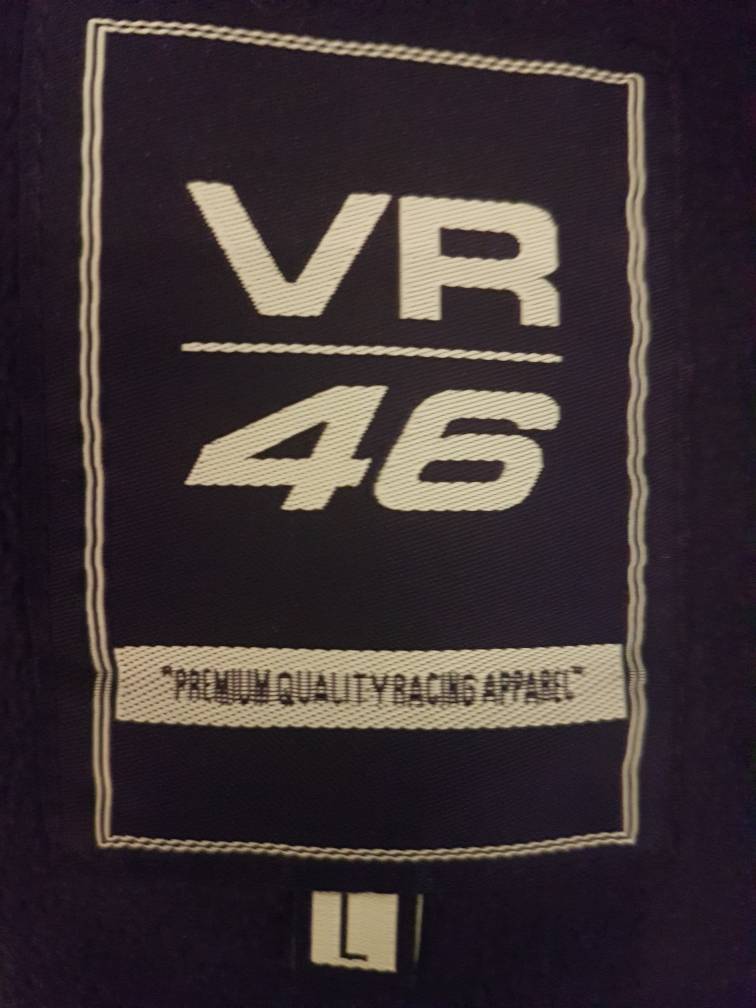 VR
46
"PREMIUM QUALITY RACING APPAREL"
L